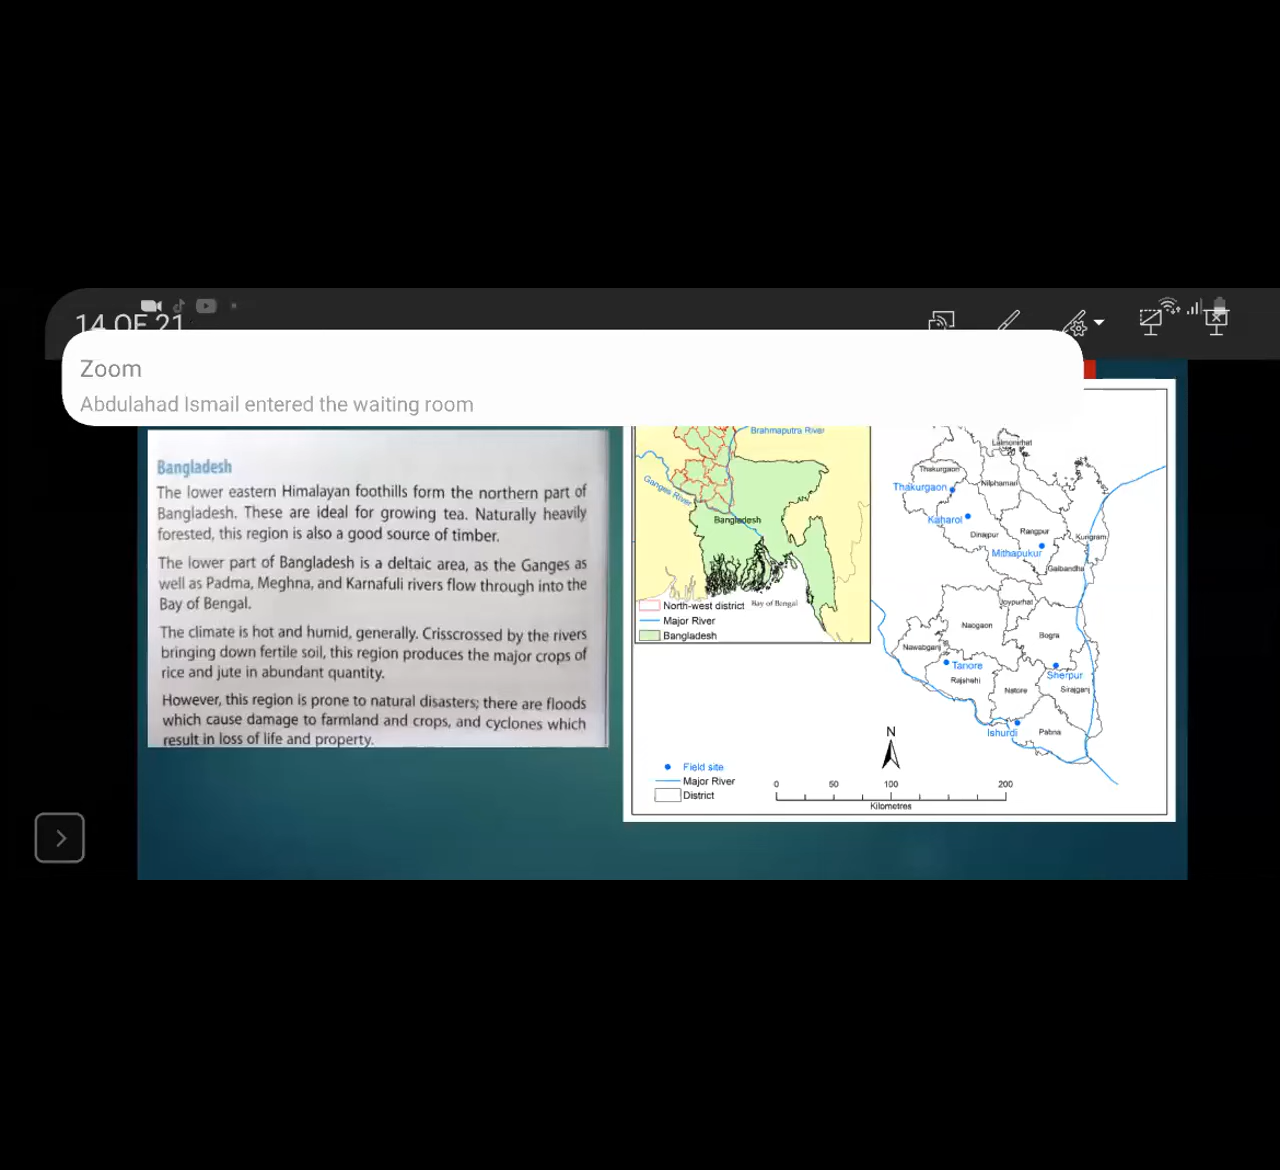 14 OF 21
Zoom
Abdulahad Ismail entered the waiting room
Bangladesh
The lower eastern Himalayan foothills form the northern part of
Bangladesh. These are ideal for growing tea. Naturally heavily
forested, this region is also a good source of timber.
The lower part of Bangladesh is a deltaic area, as the Ganges as
well as Padma, Meghna, and Karnafuli rivers flow through into the
Bay of Bengal.
The climate is hot and humid, generally. Crisscrossed by the rivers
bringing down fertile soil, this region produces the major crops of
rice and jute in abundant quantity.
However, this region is prone to natural disasters; there are floods
which cause damage to farmland and crops, and cyclones which
result in loss of life and property.
Brahmaputra River
Ganges River
Bangladesh
Bay of Bengal
North-west district
Major River
Bangladesh
Lalmonirhat
Thakurgaon
Thakurgaon
Nilphamari
Kaharol
Dinajpur
Rangpur
Kurigram
Mithapukur
Gaibandha
Joypurhat
Naogaon
Bogra
Nawabganj
Tanore
Rajshahi
Sherpur
Natore
Sirajganj
Ishurdi
Pabna
N
Field site
Major River
District
0 50 100 200
Kilometres